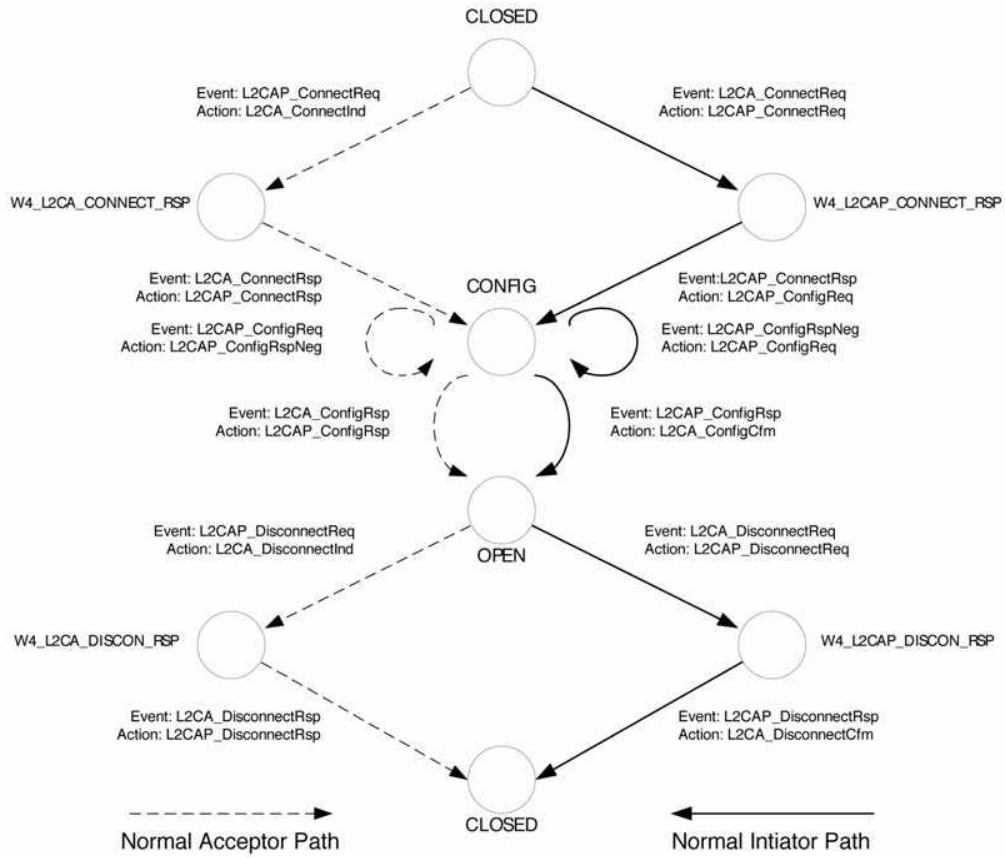 CLOSED
Event: L2CAP_ConnectReq
Action: L2CA_ConnectInd
Event: L2CA_ConnectReq
Action: L2CAP_ConnectReq
W4_L2CA_CONNECT_RSP
W4_L2CAP_CONNECT_RSP
Event: L2CA_ConnectRsp
Action: L2CAP_ConnectRsp
CONFIG
Event:L2CAP_ConnectRsp
Action: L2CAP_ConfigReq
Event: L2CAP_ConfigReq
Action: L2CAP_ConfigRspNeg
Event: L2CAP_ConfigRspNeg
Action: L2CAP_ConfigReq
Event: L2CA_ConfigRsp
Action: L2CAP_ConfigRsp
Event: L2CAP_ConfigRsp
Action: L2CA_ConfigCfm
Event: L2CAP_DisconnectReq
Action: L2CA_DisconnectInd
OPEN
Event: L2CA_DisconnectReq
Action: L2CAP_DisconnectReq
W4_L2CA_DISCON_RSP
W4_L2CAP_DISCON_RSP
Event: L2CA_DisconnectRsp
Action: L2CAP_DisconnectRsp
Event: L2CAP_DisconnectRsp
Action: L2CA_DisconnectCfm
CLOSED
Normal Acceptor Path
Normal Intiator Path